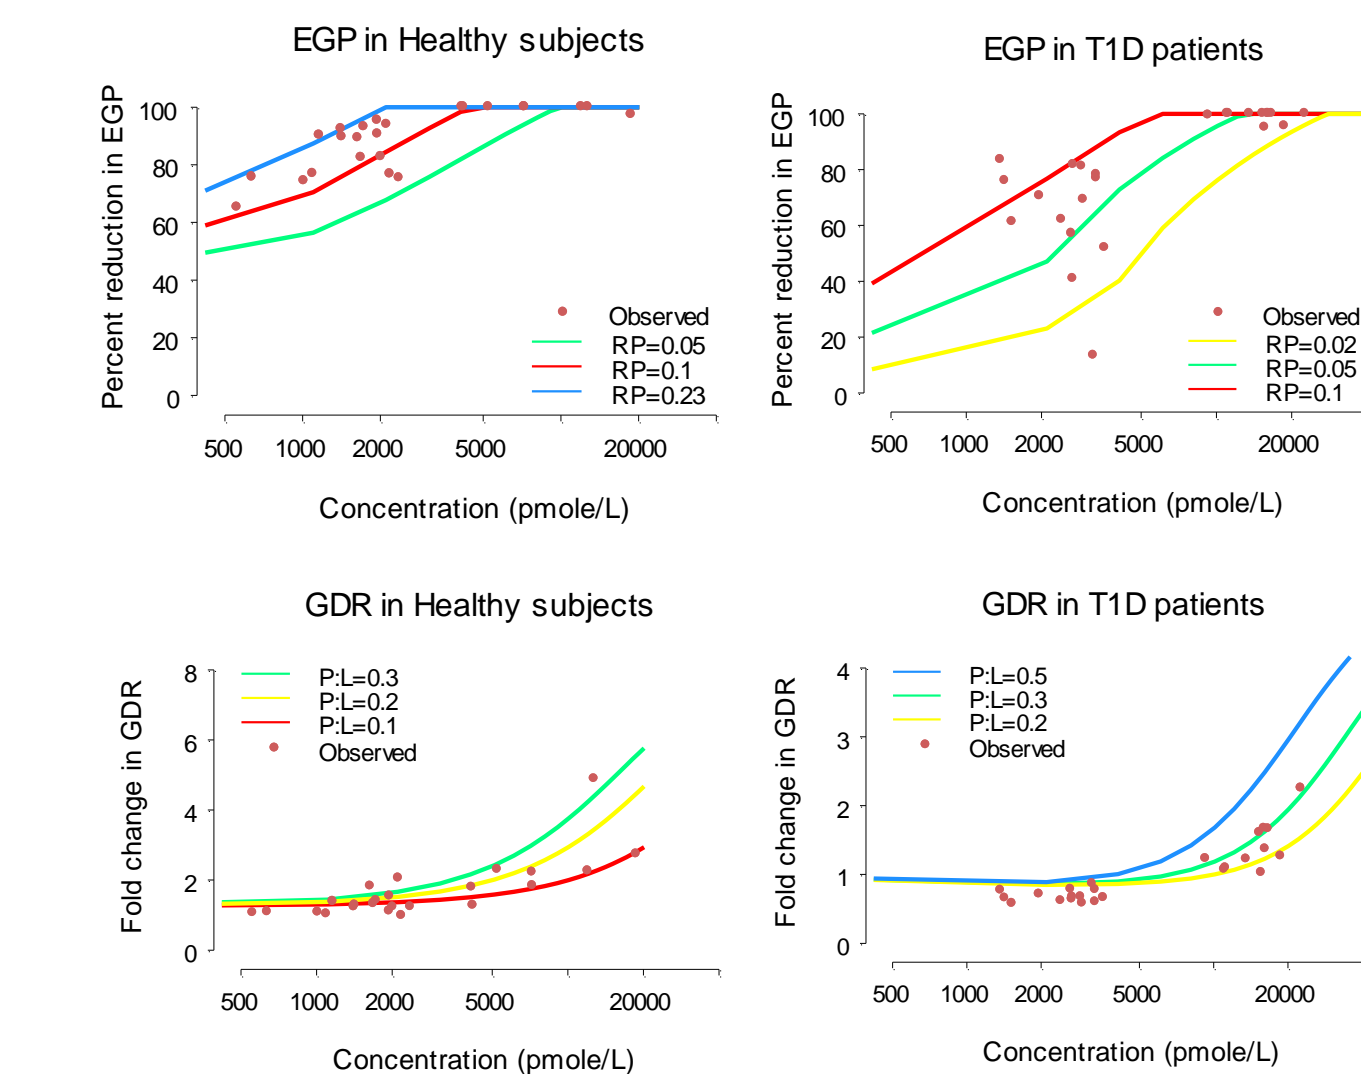 EGP in Healthy subjects
Percent reduction in EGP
100
80
60
40
20
0
Observed
RP=0.05
RP=0.1
RP=0.23
500 1000 2000 5000 20000
Concentration (pmole/L)
EGP in T1D patients
Percent reduction in EGP
100
80
60
40
20
0
Observed
RP=0.02
RP=0.05
RP=0.1
500 1000 2000 5000 20000
Concentration (pmole/L)
GDR in Healthy subjects
Fold change in GDR
8
6
4
2
0
P:L=0.3
P:L=0.2
P:L=0.1
Observed
500 1000 2000 5000 20000
Concentration (pmole/L)
GDR in T1D patients
Fold change in GDR
4
3
2
1
0
P:L=0.5
P:L=0.3
P:L=0.2
Observed
500 1000 2000 5000 20000
Concentration (pmole/L)